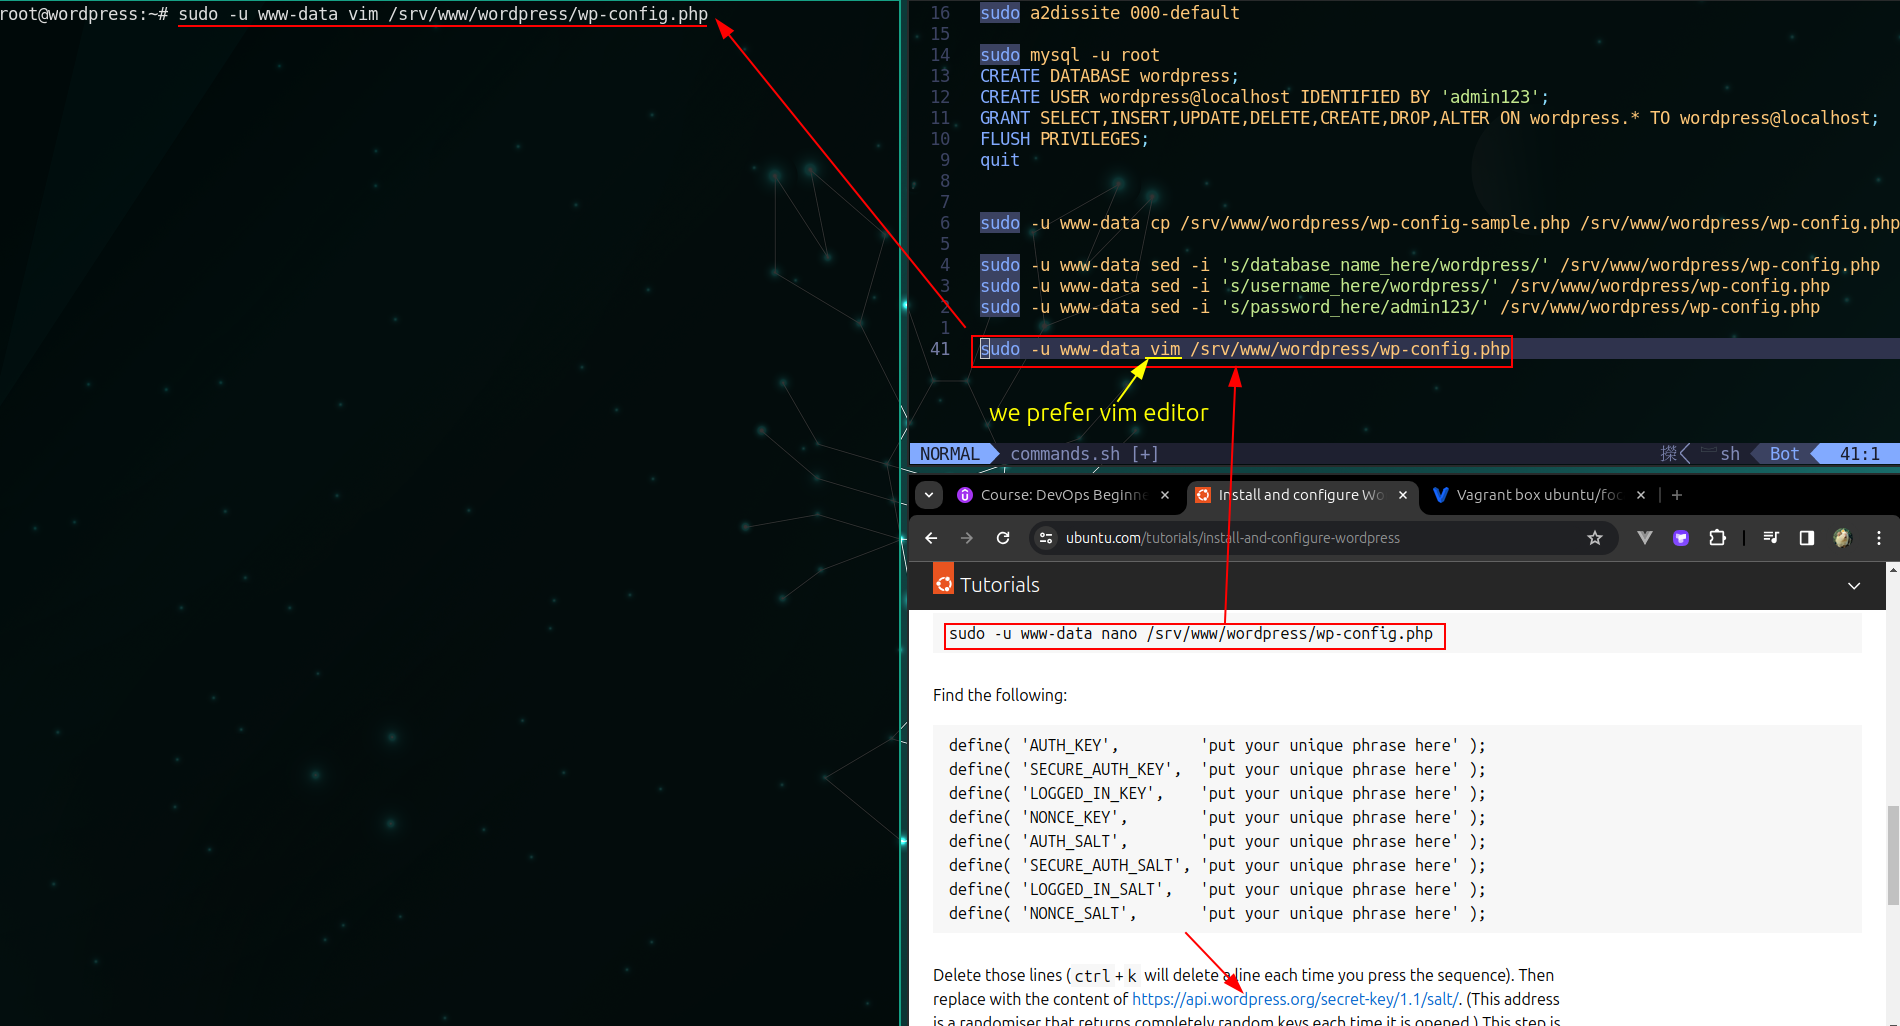 root@wordpress:~# sudo -u www-data vim /srv/www/wordpress/wp-config.php
16 sudo a2dissite 000-default
15
14 sudo mysql -u root
13 CREATE DATABASE wordpress;
12 CREATE USER wordpress@localhost IDENTIFIED BY 'admin123';
11 GRANT SELECT,INSERT,UPDATE,DELETE,CREATE,DROP,ALTER ON wordpress.* TO wordpress@localhost;
10 FLUSH PRIVILEGES;
9 quit
8
7
6 sudo -u www-data cp /srv/www/wordpress/wp-config-sample.php /srv/www/wordpress/wp-config.php
5
4 sudo -u www-data sed -i 's/database_name_here/wordpress/' /srv/www/wordpress/wp-config.php
3 sudo -u www-data sed -i 's/username_here/wordpress/' /srv/www/wordpress/wp-config.php
2 sudo -u www-data sed -i 's/password_here/admin123/' /srv/www/wordpress/wp-config.php
1
41 sudo -u www-data vim /srv/www/wordpress/wp-config.php
we prefer vim editor
NORMAL commands.sh [+] sh Bot 41:1
Course: DevOps Beginne Install and configure Wo Vagrant box ubuntu/foc
ubuntu.com/tutorials/install-and-configure-wordpress
Tutorials
sudo -u www-data nano /srv/www/wordpress/wp-config.php
Find the following:
define( 'AUTH_KEY', 'put your unique phrase here' );
define( 'SECURE_AUTH_KEY', 'put your unique phrase here' );
define( 'LOGGED_IN_KEY', 'put your unique phrase here' );
define( 'NONCE_KEY', 'put your unique phrase here' );
define( 'AUTH_SALT', 'put your unique phrase here' );
define( 'SECURE_AUTH_SALT', 'put your unique phrase here' );
define( 'LOGGED_IN_SALT', 'put your unique phrase here' );
define( 'NONCE_SALT', 'put your unique phrase here' );
Delete those lines (ctrl+k will delete a line each time you press the sequence). Then
replace with the content of https://api.wordpress.org/secret-key/1.1/salt/. (This address
is a randomiser that returns completely random keys each time it is opened.) This step is